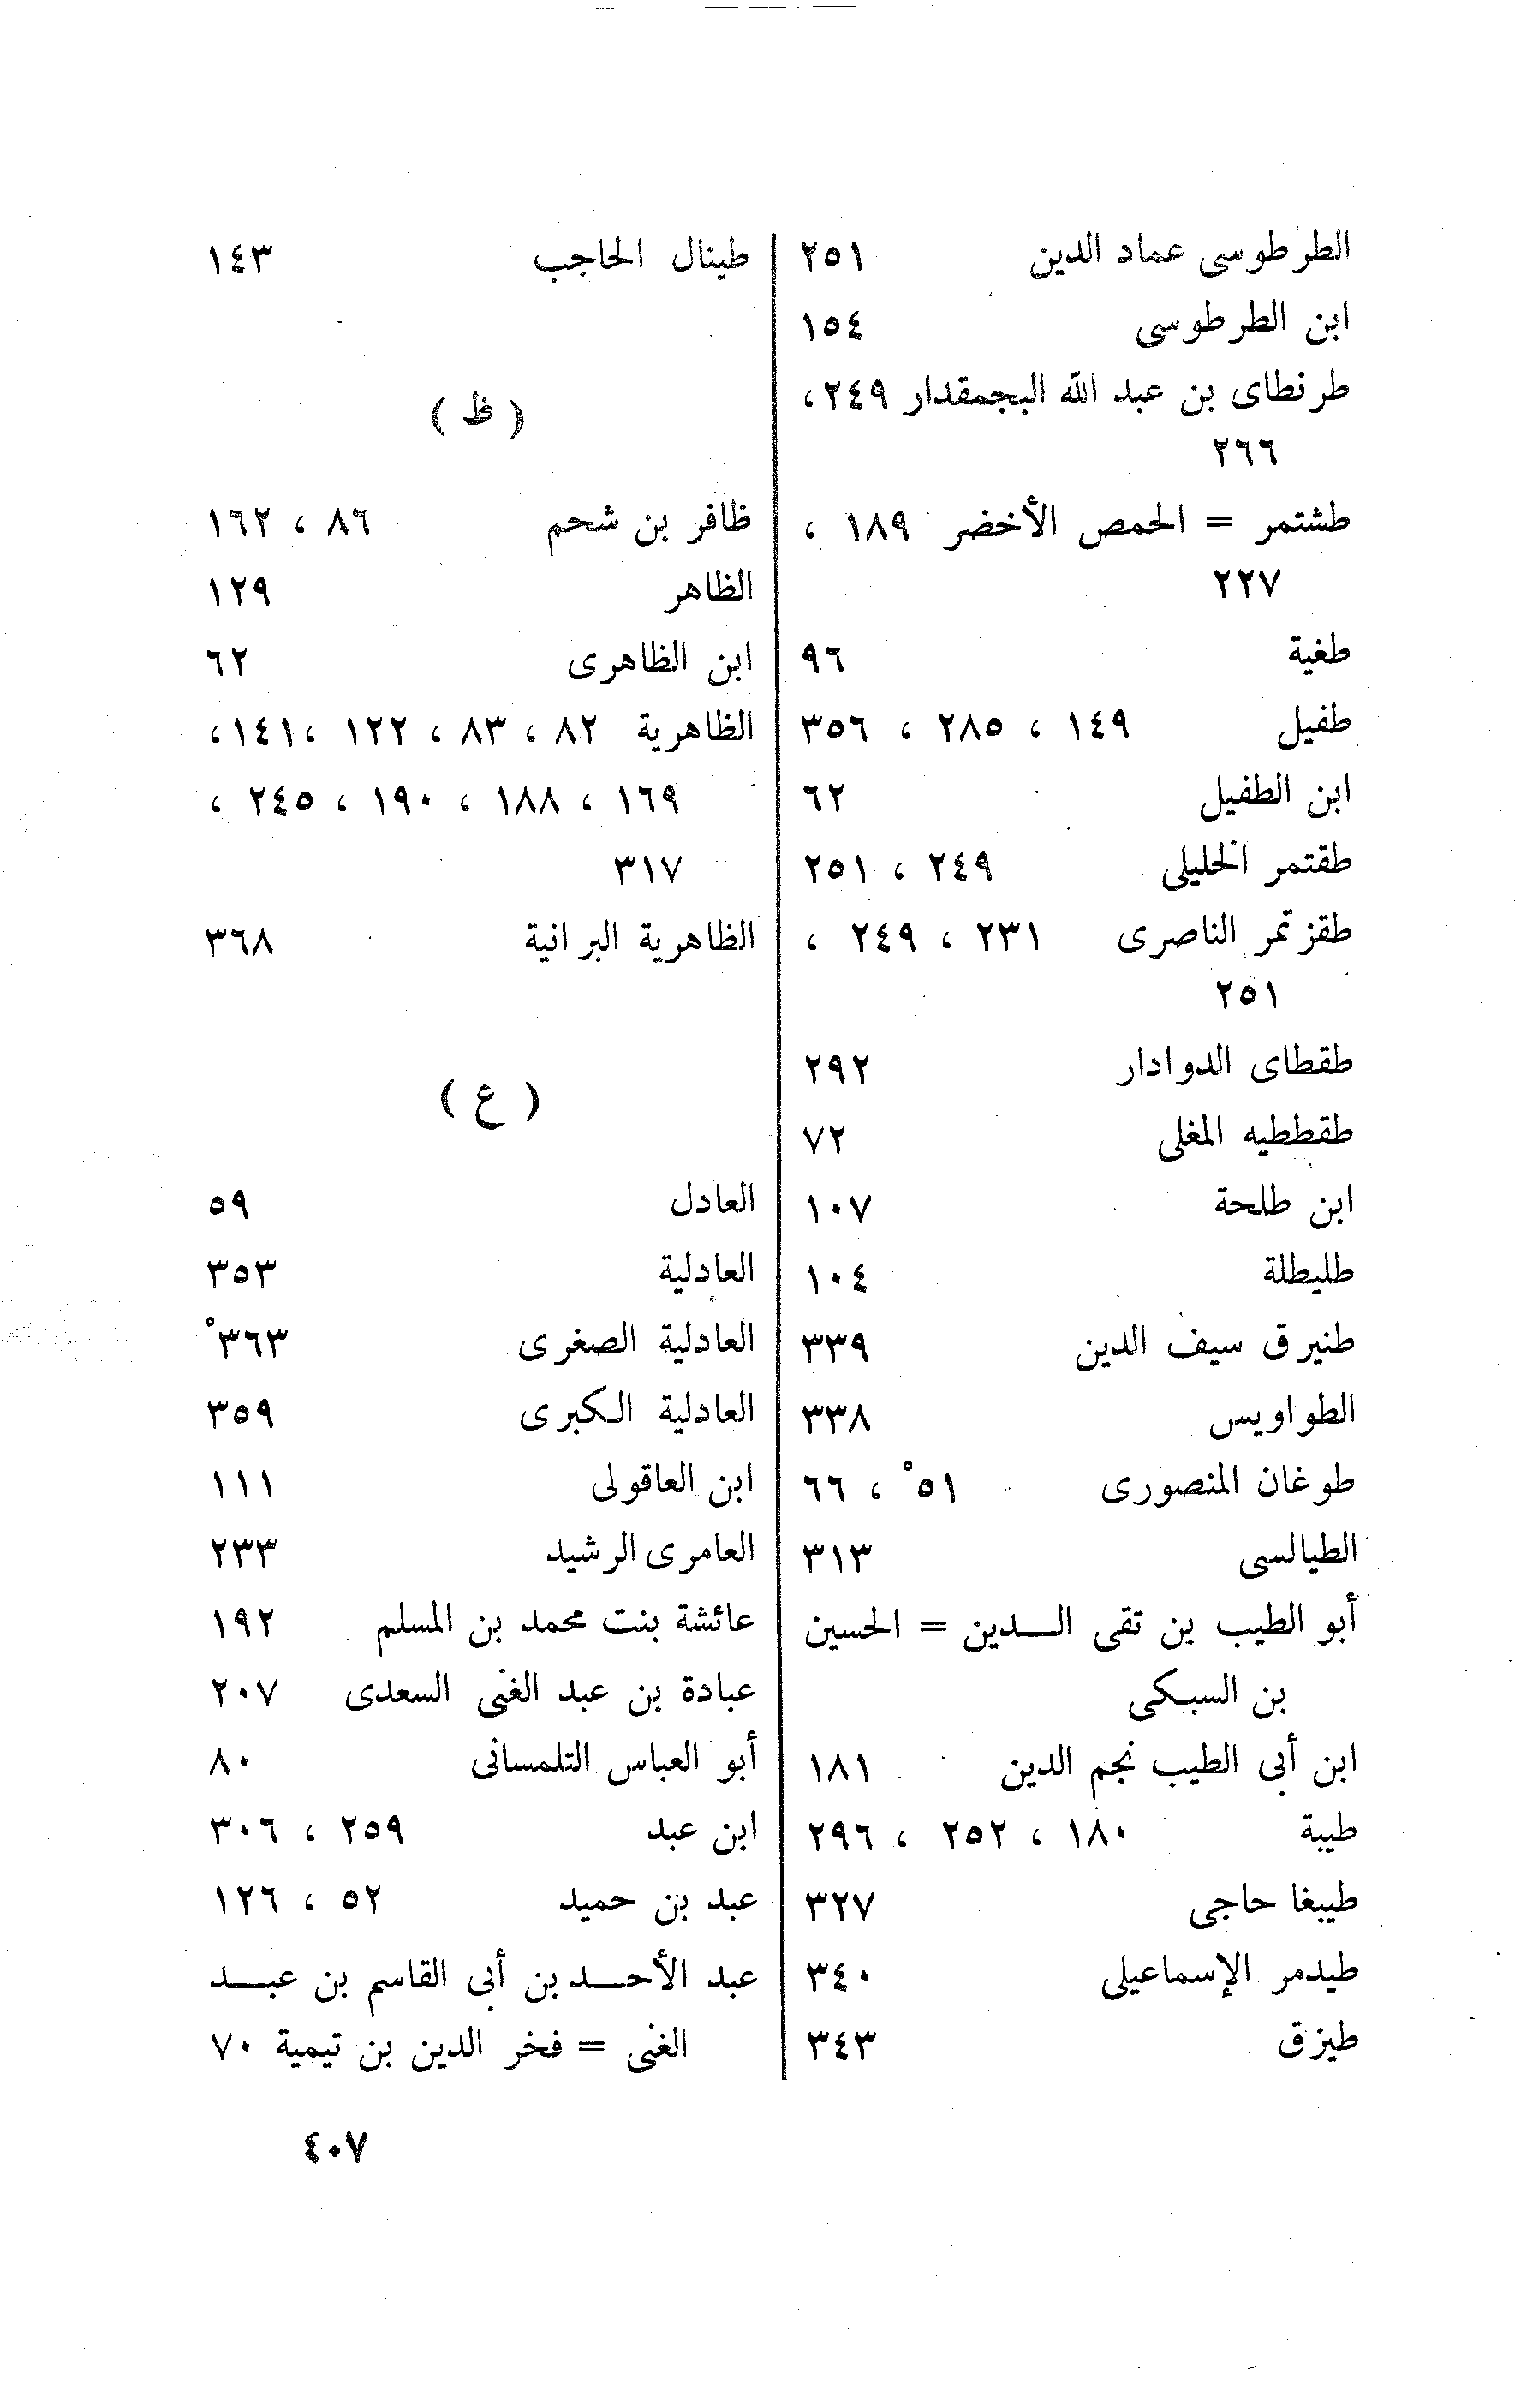 الطرطوسى عماد الدين ٢٥١
ابن الطرطوسى ١٥٤
طرنطاى بن عبد الله البجمقدار ٢٤٩ ،
٢٦٦
طشتمر = الحمص الأخضر ١٨٩ ،
٢٢٧
طغية ٩٦
طفيل ١٤٩ ، ٢٨٥ ، ٣٥٦
ابن الطفيل ٦٢
طقتمر الخليلى ٢٤٩ ، ٢٥١
طقزتمر الناصرى ٢٣١ ، ٢٤٩ ،
٢٥١
طقطاى الدوادار ٢٩٢
طقططيه المغلى ٧٢
ابن طلحة ١٠٧
طليطلة ١٠٤
طنيرق سيف الدين ٣٣٩
الطواويس ٣٣٨
طوغان المنصورى ٥١° ، ٦٦
الطيالسى ٣١٣
أبو الطيب بن تقى الـدين = الحسين
بن السبكى
ابن أبى الطيب نجم الدين ١٨١
طيبة ١٨٠ ، ٢٥٢ ، ٢٩٦
طيبغا حاجى ٣٢٧
طيدمر الإسماعيلى ٣٤٠
طيزق ٣٤٣
طينال الحاجب ١٤٣
( ظ )
ظافر بن شحم ٨٦ ، ١٦٢
الظاهر ١٢٩
ابن الظاهرى ٦٢
الظاهرية ٨٢ ، ٨٣ ، ١٢٢ ، ١٤١ ،
١٦٩ ، ١٨٨ ، ١٩٠ ، ٢٤٥ ،
٣١٧
الظاهرية البرانية ٣٦٨
( ع )
العادل ٥٩
العادلية ٣٥٣
العادلية الصغرى ٣٦٣°
العادلية الكبرى ٣٥٩
ابن العاقولى ١١١
العامرى الرشيد ٢٣٣
عائشة بنت محمد بن المسلم ١٩٢
عبادة بن عبد الغنى السعدى ٢٠٧
أبو العباس التلمسانى ٨٠
ابن عبد ٢٥٩ ، ٣٠٦
عبد بن حميد ٥٢ ، ١٢٦
عبد الأحـد بن أبى القاسم بن عبـد
الغنى = فخر الدين بن تيمية ٧٠
٤٠٧